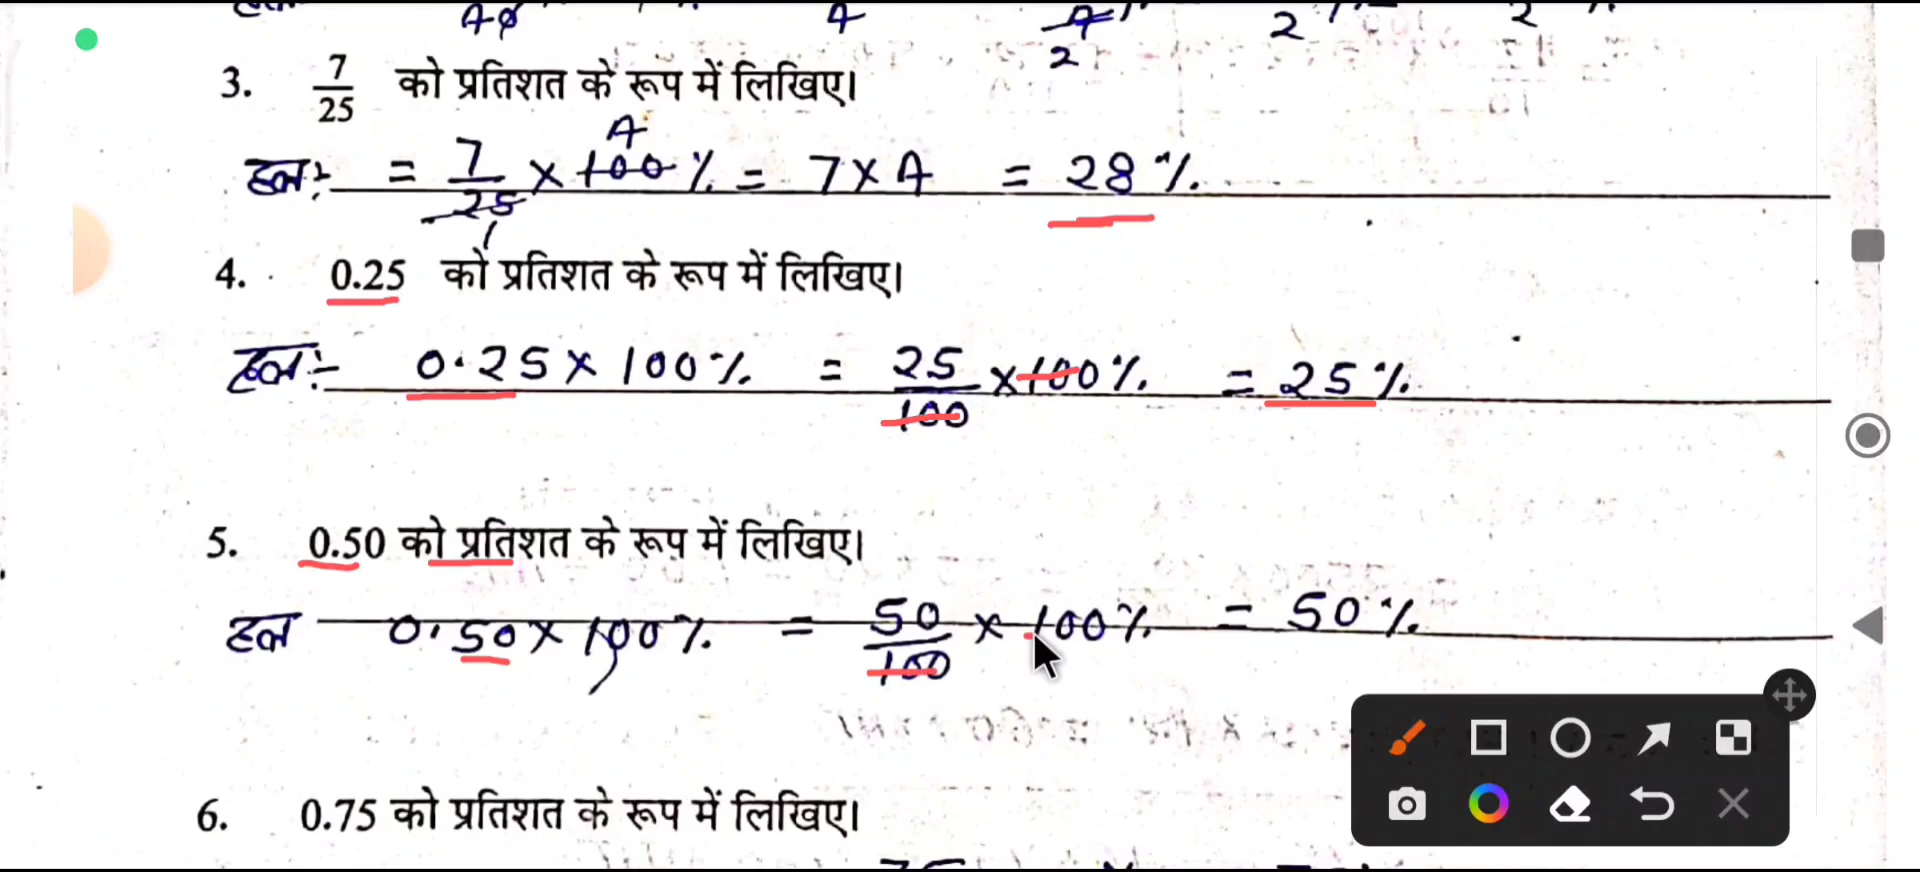 3. 7/25 को प्रतिशत के रूप में लिखिए।
हल:- = 7/25 × 100% = 7 × 4 = 28%
4
1
4. 0.25 को प्रतिशत के रूप में लिखिए।
हल:- 0.25 × 100% = 25/100 × 100% = 25%
5. 0.50 को प्रतिशत के रूप में लिखिए।
हल 0.50 × 100% = 50/100 × 100% = 50%
6. 0.75 को प्रतिशत के रूप में लिखिए।